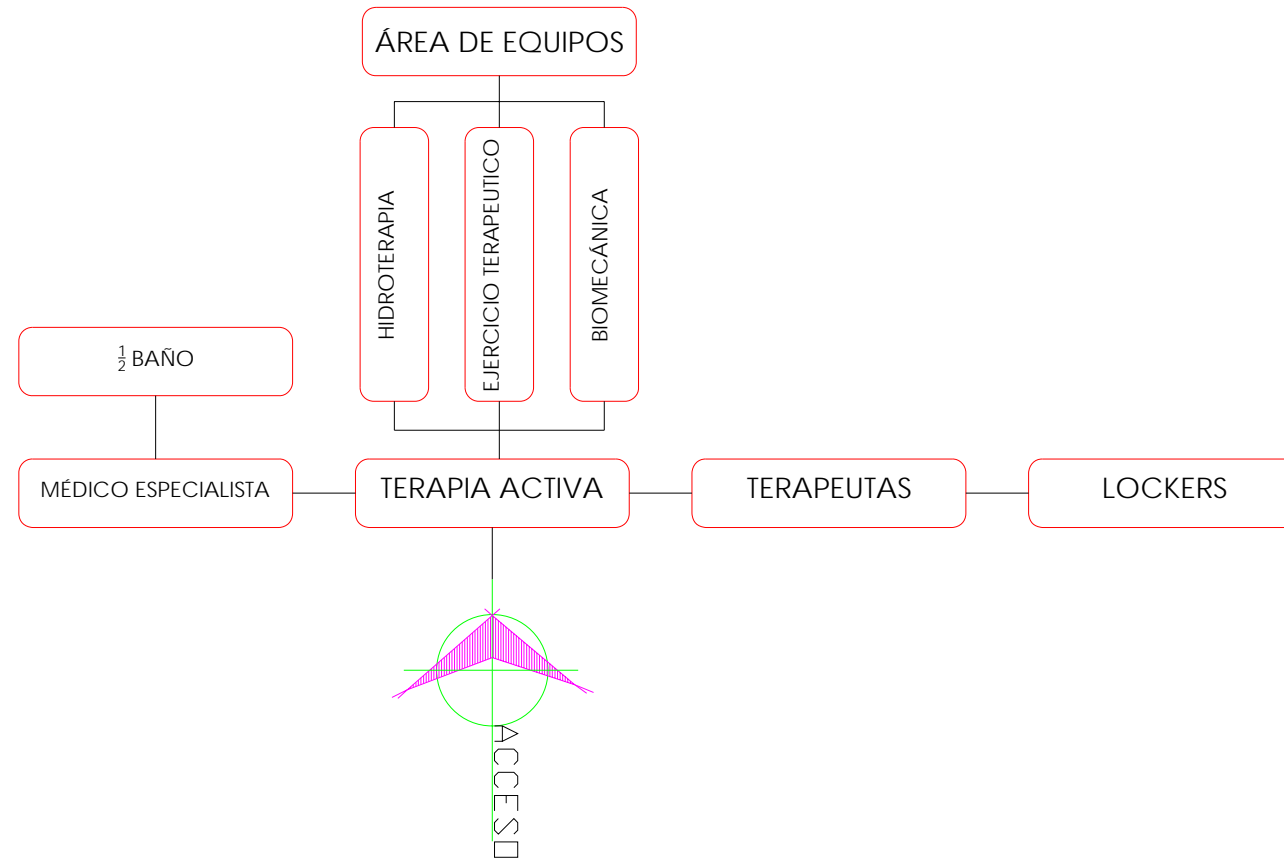 ÁREA DE EQUIPOS
HIDROTERAPIA
EJERCICIO TERAPEUTICO
BIOMECÁNICA
½ BAÑO
MÉDICO ESPECIALISTA
TERAPIA ACTIVA
TERAPEUTAS
LOCKERS
ACCESO